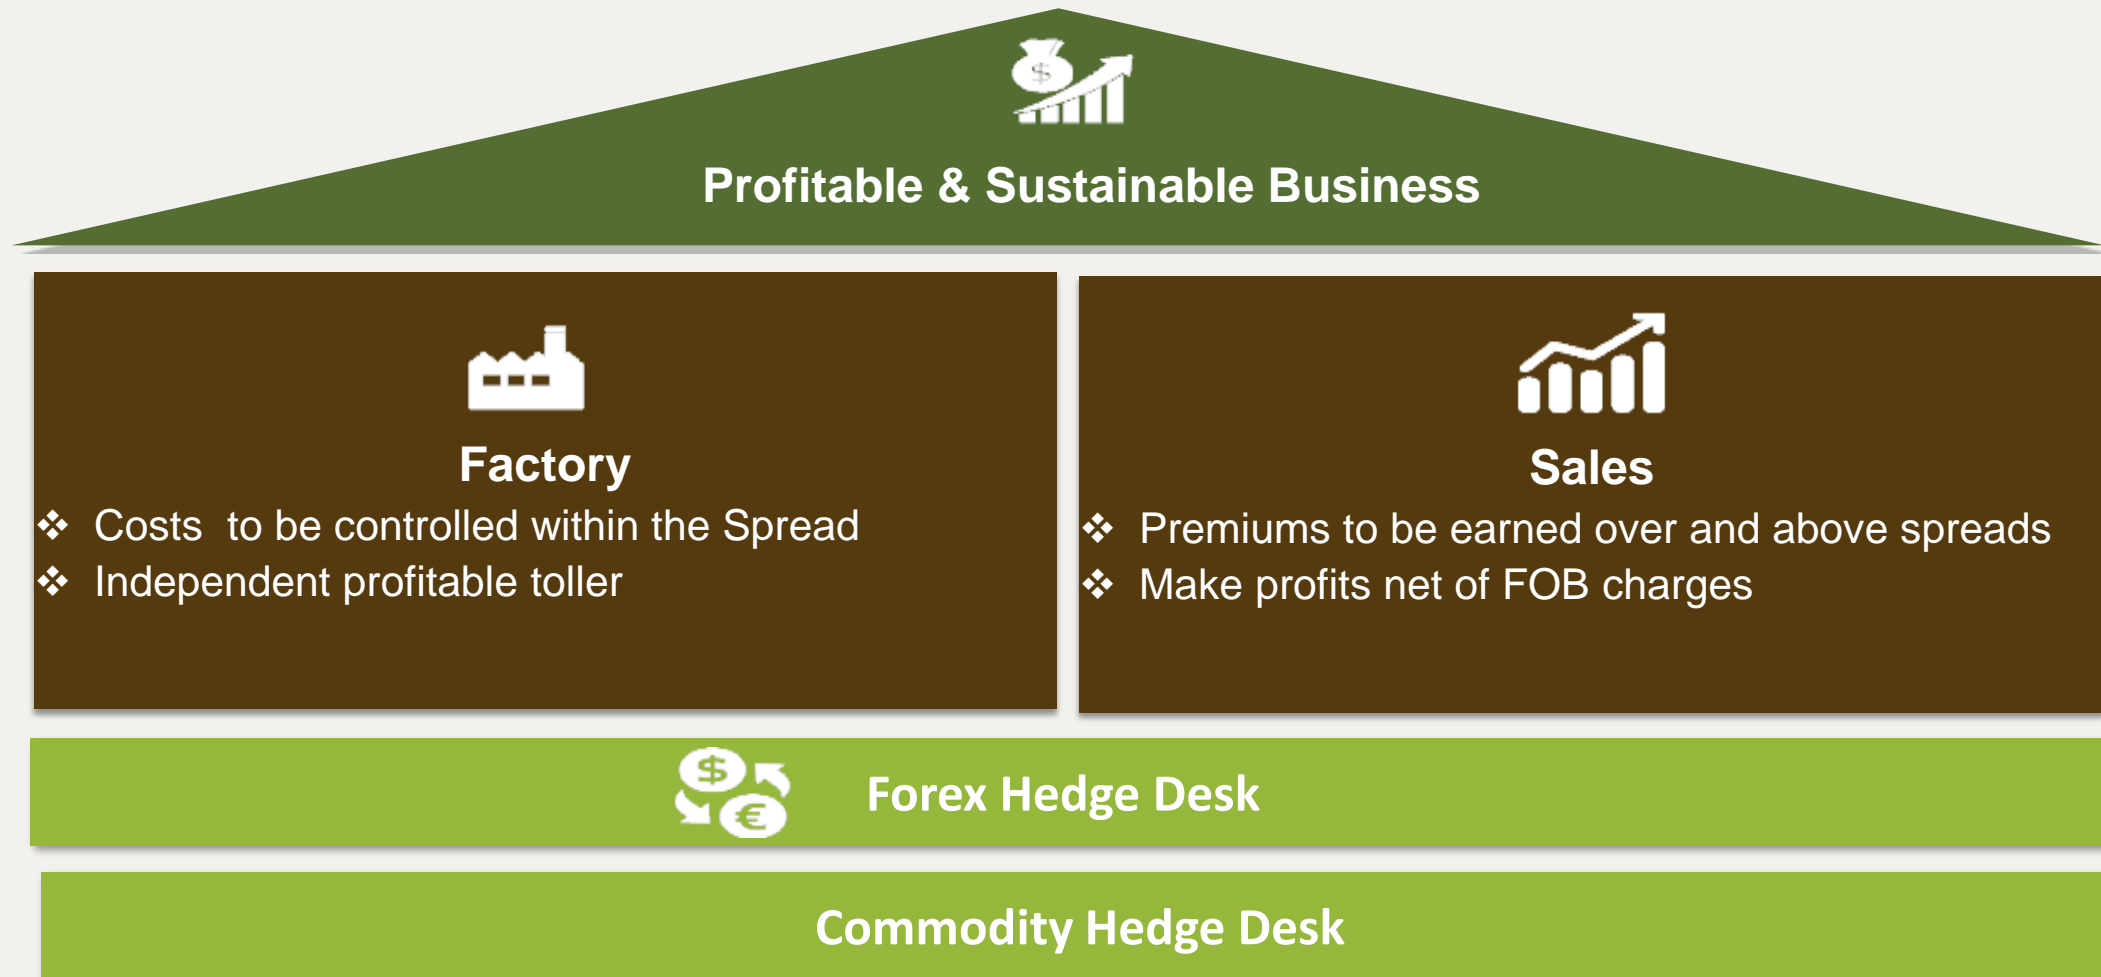 $
Profitable & Sustainable Business
Factory
❖ Costs  to be controlled within the Spread
❖ Independent profitable toller
Sales
❖ Premiums to be earned over and above spreads
❖ Make profits net of FOB charges
$
€
Forex Hedge Desk
Commodity Hedge Desk